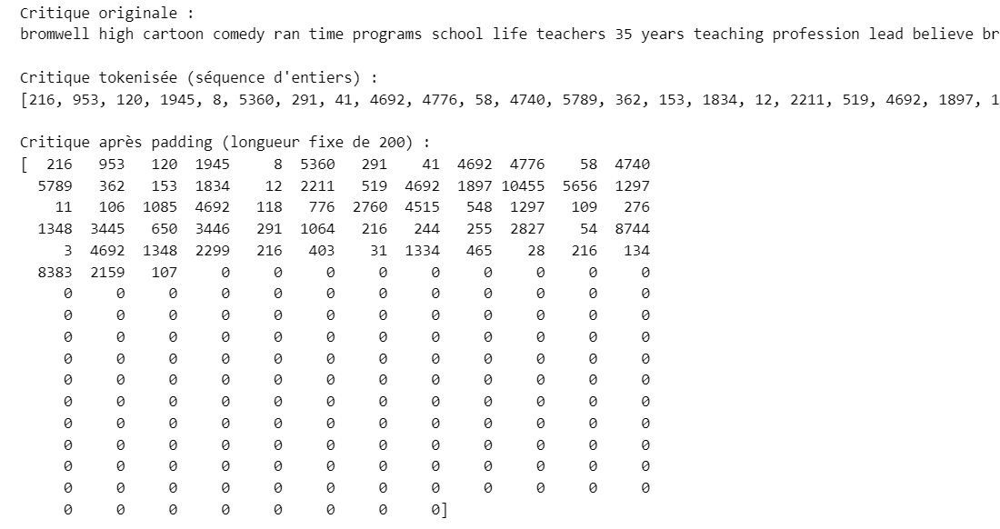 Critique originale :
bromwell high cartoon comedy ran time programs school life teachers 35 years teaching profession lead believe br
Critique tokenisée (séquence d'entiers) :
[216, 953, 120, 1945, 8, 5360, 291, 41, 4692, 4776, 58, 4740, 5789, 362, 153, 1834, 12, 2211, 519, 4692, 1897, 1
Critique après padding (longueur fixe de 200) :
[ 216 953 120 1945 8 5360 291 41 4692 4776 58 4740
5789 362 153 1834 12 2211 519 4692 1897 10455 5656 1297
11 106 1085 4692 118 776 2760 4515 548 1297 109 276
1348 3445 650 3446 291 1064 216 244 255 2827 54 8744
3 4692 1348 2299 216 403 31 1334 465 28 216 134
8383 2159 107 0 0 0 0 0 0 0 0 0
0 0 0 0 0 0 0 0 0 0 0 0
0 0 0 0 0 0 0 0 0 0 0 0
0 0 0 0 0 0 0 0 0 0 0 0
0 0 0 0 0 0 0 0 0 0 0 0
0 0 0 0 0 0 0 0 0 0 0 0
0 0 0 0 0 0 0 0 0 0 0 0
0 0 0 0 0 0 0 0 0 0 0 0
0 0 0 0 0 0 0 0 0 0 0 0
0 0 0 0 0 0 0 0 0 0 0 0
0 0 0 0 0 0 0 0 0 0 0 0
0 0 0 0 0 0 0 0]